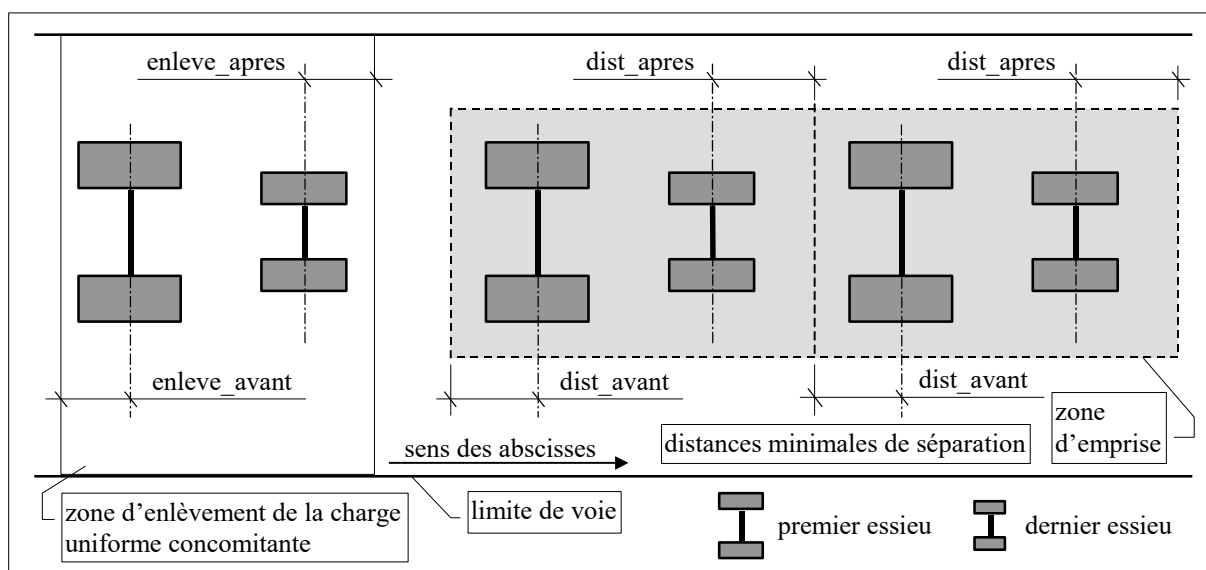 enleve_apres
dist_apres
dist_apres
enleve_avant
dist_avant
dist_avant
zone
d'emprise
sens des abscisses
distances minimales de séparation
zone d'enlèvement de la charge
uniforme concomitante
limite de voie
premier essieu
dernier essieu